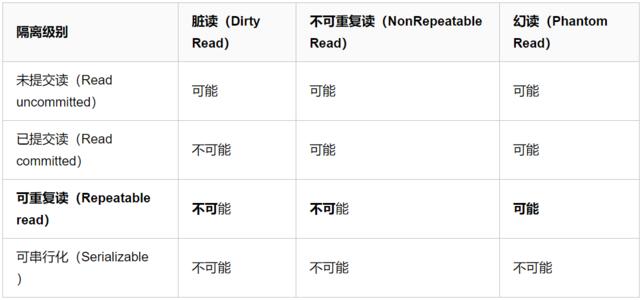 隔离级别
脏读（Dirty
Read）
不可重复读（NonRepeatable
Read）
幻读（Phantom
Read）
未提交读（Read
uncommitted）
可能
可能
可能
已提交读（Read
committed）
不可能
可能
可能
可重复读（Repeatable
read）
不可能
不可能
可能
可串行化（Serializable
）
不可能
不可能
不可能